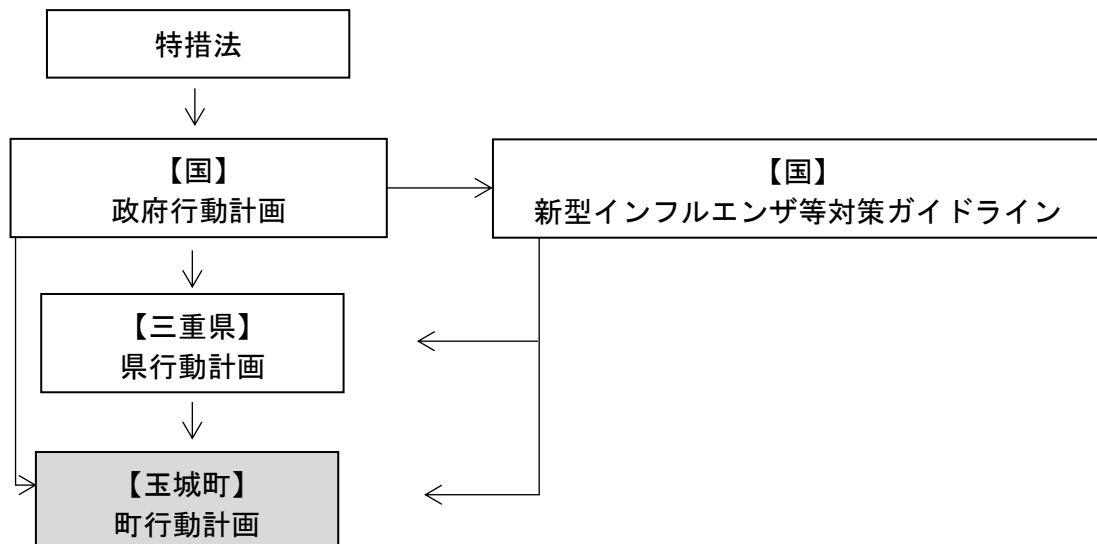 特措法
【国】
政府行動計画
【国】
新型インフルエンザ等対策ガイドライン
【三重県】
県行動計画
【玉城町】
町行動計画